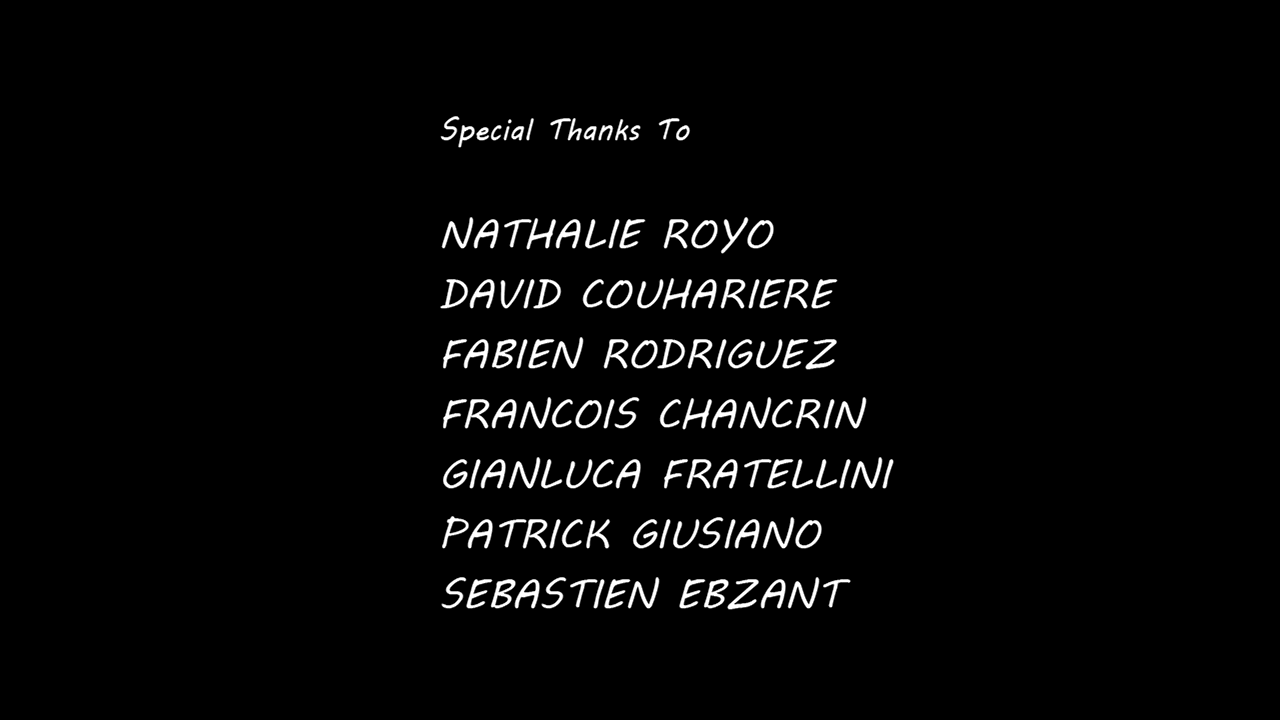 Special Thanks To
NATHALIE ROYO
DAVID COUHARIERE
FABIEN RODRIGUEZ
FRANCOIS CHANCRIN
GIANLUCA FRATELLINI
PATRICK GIUSIANO
SEBASTIEN EBZANT